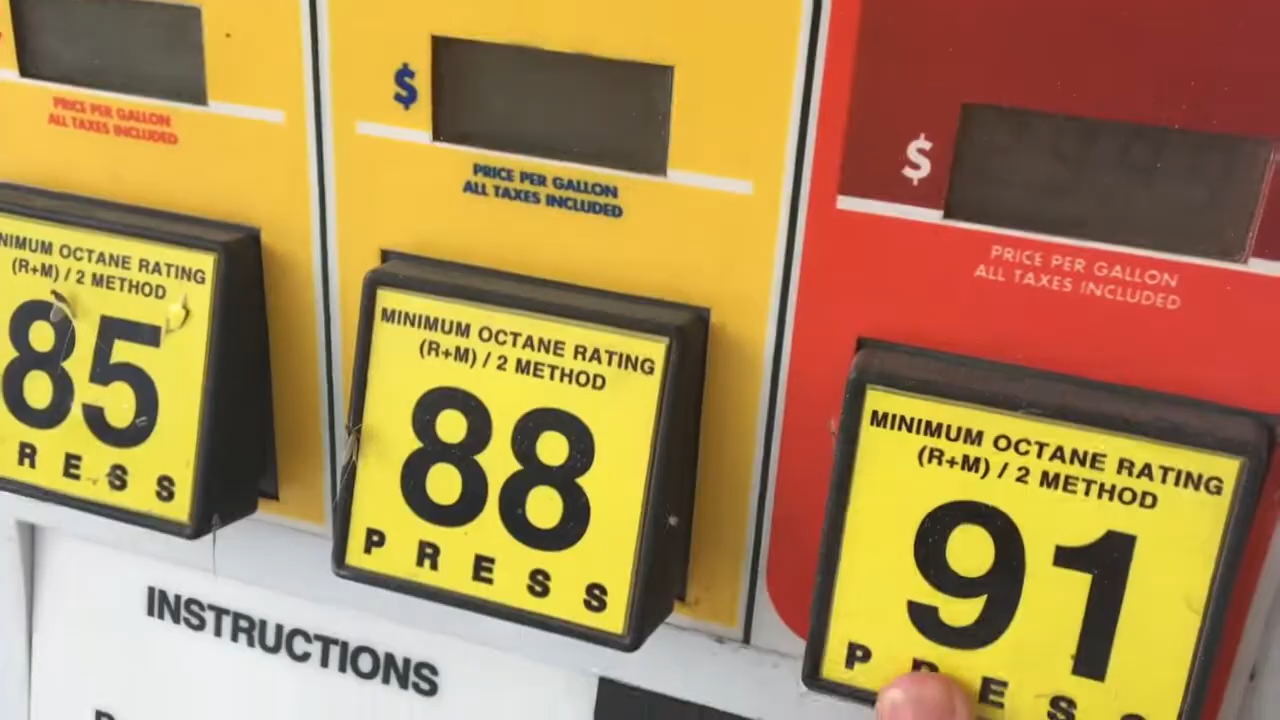 PRICE PER GALLON
ALL TAXES INCLUDED
NIMUM OCTANE RATING
(R+M) / 2 METHOD
85
RESS
$
PRICE PER GALLON
ALL TAXES INCLUDED
MINIMUM OCTANE RATING
(R+M) / 2 METHOD
88
PRESS
$
PRICE PER GALLON
ALL TAXES INCLUDED
MINIMUM OCTANE RATING
(R+M) / 2 METHOD
91
PRESS
INSTRUCTIONS